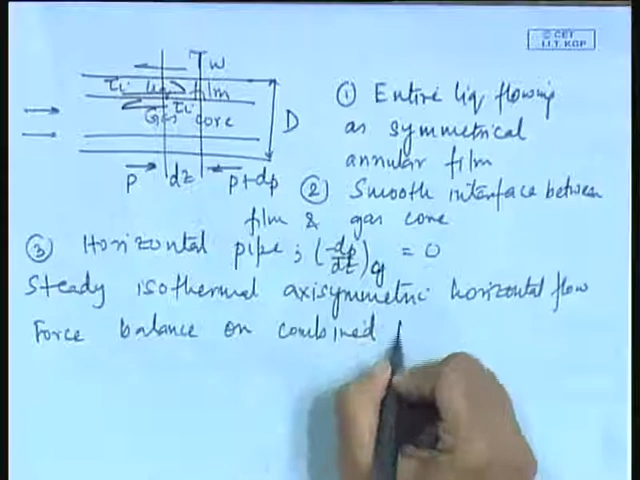 © CET
I.I.T. KGP
τw
τi liq film
τi
Gas core
D
P dz P+dp
① Entire liq flowing
as symmetrical
annular film
② Smooth interface between
film & gas core
③ Horizontal pipe ; (-dp/dz)g = 0
Steady isothermal axisymmetric horizontal flow
Force balance on combined